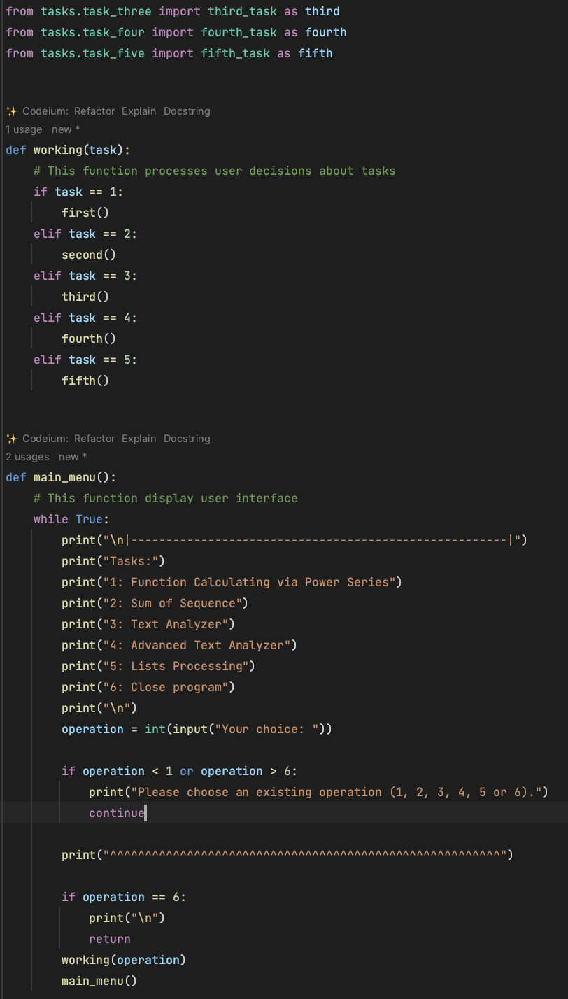 from tasks.task_three import third_task as third
from tasks.task_four import fourth_task as fourth
from tasks.task_five import fifth_task as fifth
✨ Codeium: Refactor Explain Docstring
1 usage new *
def working(task):
    # This function processes user decisions about tasks
    if task == 1:
        first()
    elif task == 2:
        second()
    elif task == 3:
        third()
    elif task == 4:
        fourth()
    elif task == 5:
        fifth()
✨ Codeium: Refactor Explain Docstring
2 usages new *
def main_menu():
    # This function display user interface
    while True:
        print("\n|------------------------------------------------------|")
        print("Tasks:")
        print("1: Function Calculating via Power Series")
        print("2: Sum of Sequence")
        print("3: Text Analyzer")
        print("4: Advanced Text Analyzer")
        print("5: Lists Processing")
        print("6: Close program")
        print("\n")
        operation = int(input("Your choice: "))
        if operation < 1 or operation > 6:
            print("Please choose an existing operation (1, 2, 3, 4, 5 or 6).")
            continue
        print("^^^^^^^^^^^^^^^^^^^^^^^^^^^^^^^^^^^^^^^^^^^^^^^^^^^^^^^^")
        if operation == 6:
            print("\n")
            return
        working(operation)
        main_menu()